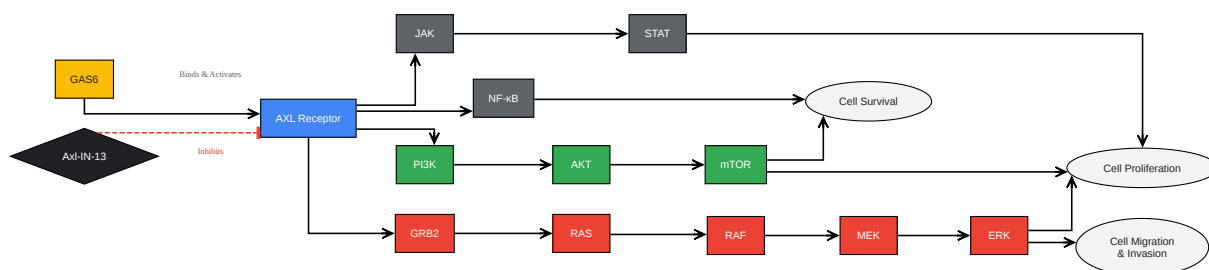 JAK
STAT
GAS6
Binds & Activates
NF-κB
Cell Survival
AXL Receptor
Axl-IN-13
Inhibits
PI3K
AKT
mTOR
Cell Proliferation
GRB2
RAS
RAF
MEK
ERK
Cell Migration
& Invasion